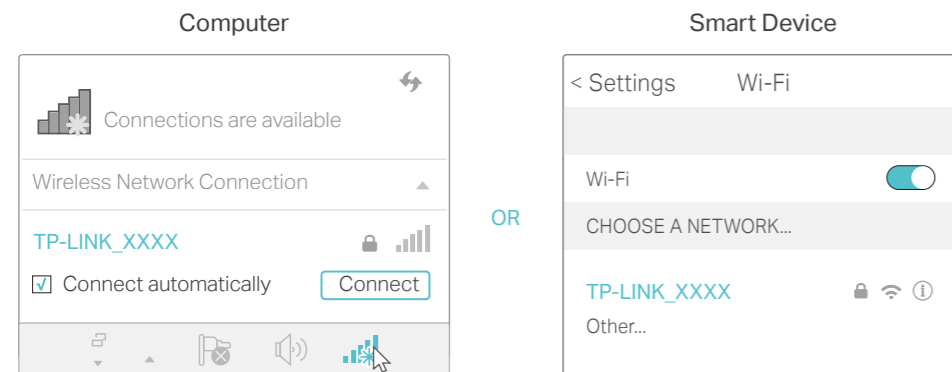 Computer
Connections are available
Wireless Network Connection
TP-LINK_XXXX
Connect automatically
Connect
OR
Smart Device
< Settings Wi-Fi
Wi-Fi
CHOOSE A NETWORK...
TP-LINK_XXXX
Other...